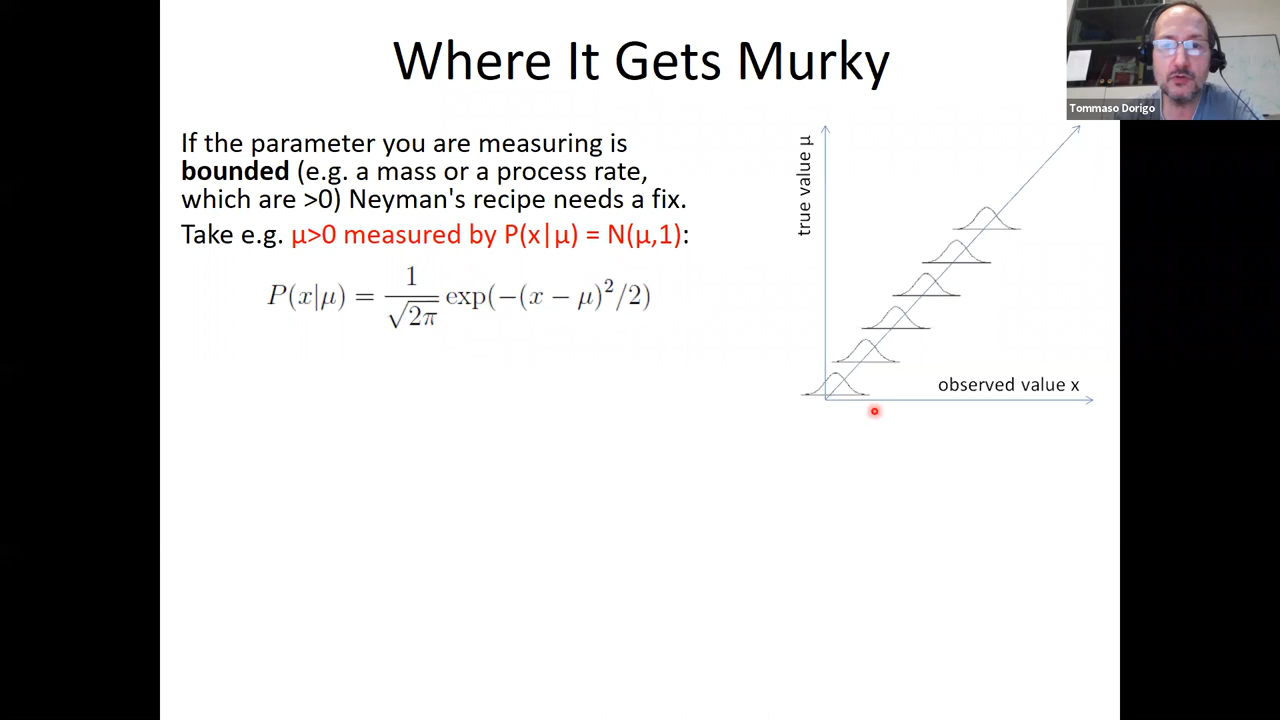 Where It Gets Murky
Tommaso Dorigo
If the parameter you are measuring is
bounded (e.g. a mass or a process rate,
which are >0) Neyman's recipe needs a fix.
Take e.g. μ>0 measured by P(x|μ) = N(μ,1):
P(x|μ) = 1/√2π exp(−(x − μ)²/2)
true value μ
observed value x